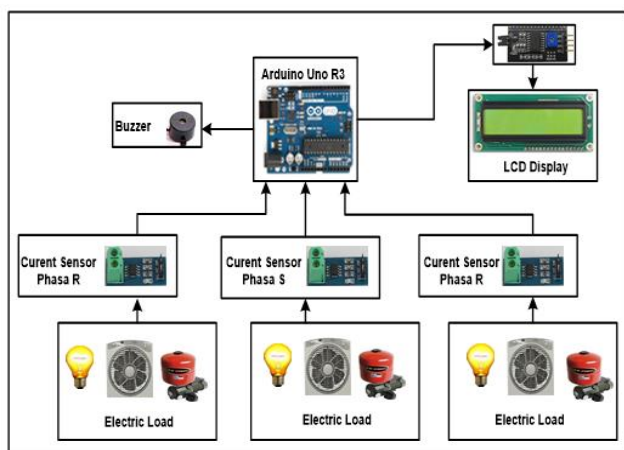 Arduino Uno R3
Buzzer
LCD Display
Curent Sensor
Phasa R
Curent Sensor
Phasa S
Curent Sensor
Phasa R
Electric Load
Electric Load
Electric Load